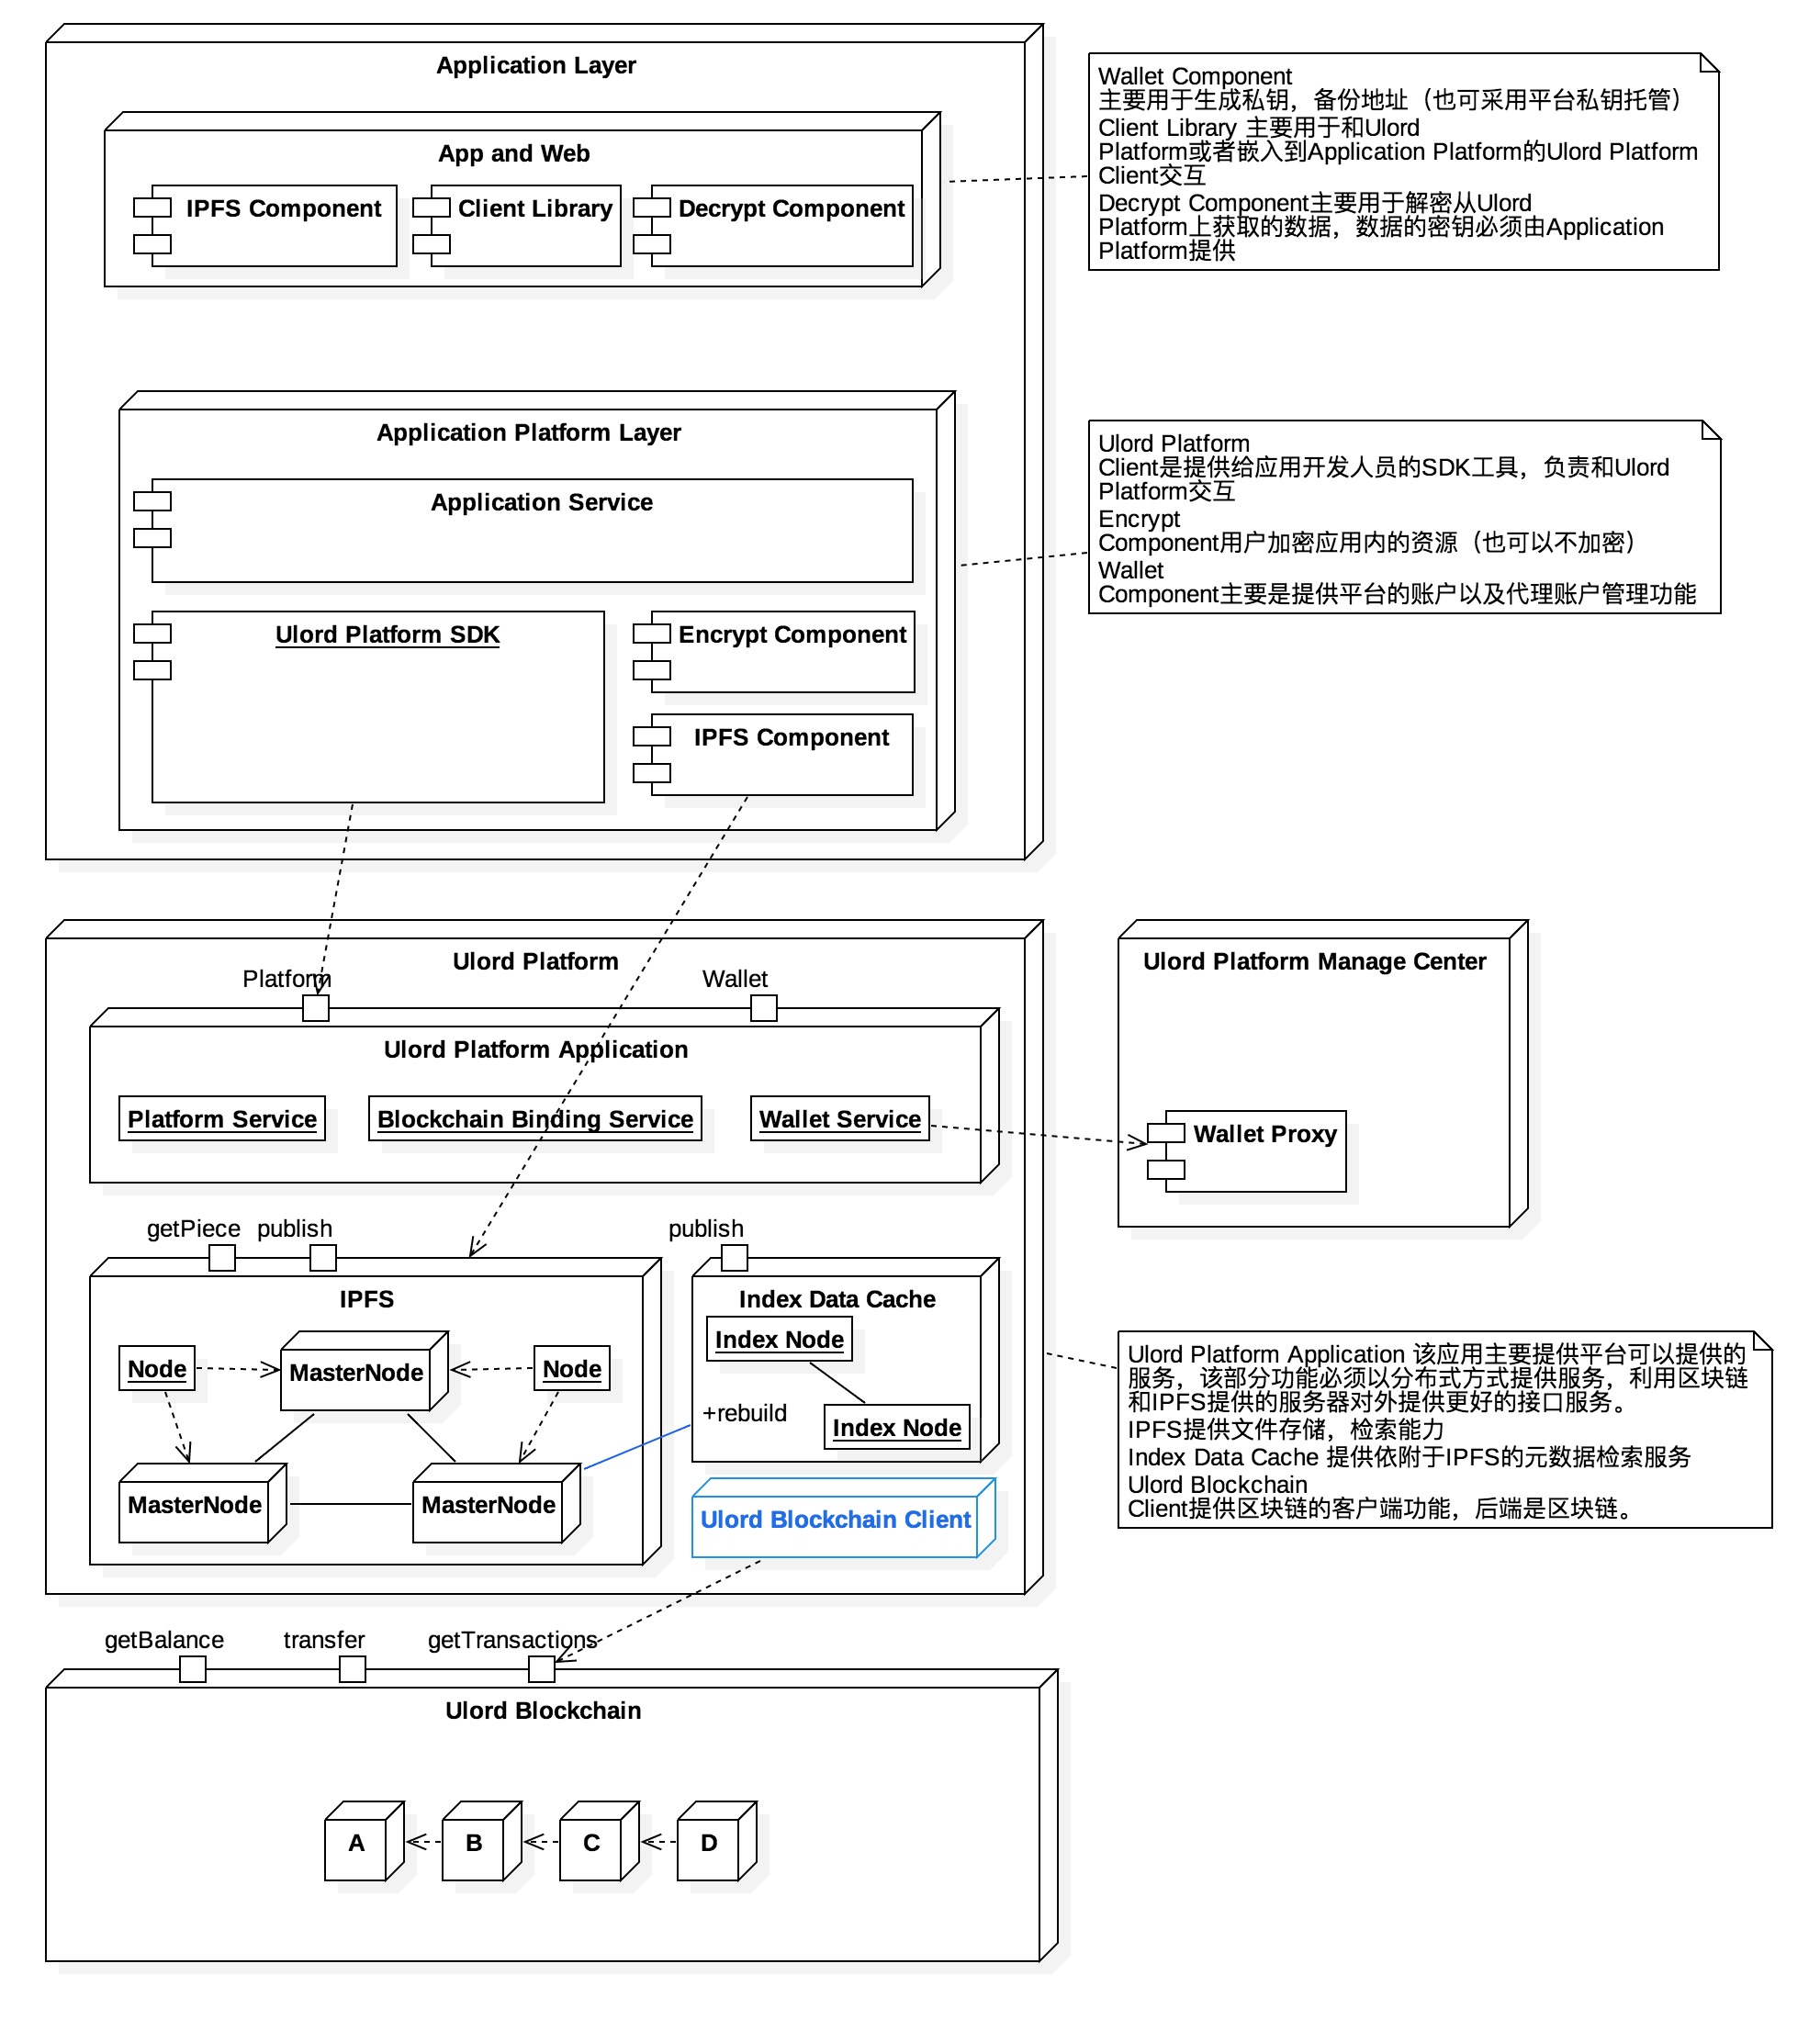 Application Layer
App and Web
IPFS Component
Client Library
Decrypt Component
Wallet Component
主要用于生成私钥，备份地址（也可采用平台私钥托管）
Client Library 主要用于和Ulord
Platform或者嵌入到Application Platform的Ulord Platform
Client交互
Decrypt Component主要用于解密从Ulord
Platform上获取的数据，数据的密钥必须由Application
Platform提供
Application Platform Layer
Application Service
Ulord Platform SDK
Encrypt Component
IPFS Component
Ulord Platform
Client是提供给应用开发人员的SDK工具，负责和Ulord
Platform交互
Encrypt
Component用户加密应用内的资源（也可以不加密）
Wallet
Component主要是提供平台的账户以及代理账户管理功能
Ulord Platform
Platform
Wallet
Ulord Platform Application
Platform Service
Blockchain Binding Service
Wallet Service
Ulord Platform Manage Center
Wallet Proxy
getPiece
publish
publish
IPFS
Node
MasterNode
Node
MasterNode
MasterNode
Index Data Cache
Index Node
+rebuild
Index Node
Ulord Blockchain Client
Ulord Platform Application 该应用主要提供平台可以提供的
服务，该部分功能必须以分布式方式提供服务，利用区块链
和IPFS提供的服务器对外提供更好的接口服务。
IPFS提供文件存储，检索能力
Index Data Cache 提供依附于IPFS的元数据检索服务
Ulord Blockchain
Client提供区块链的客户端功能，后端是区块链。
getBalance
transfer
getTransactions
Ulord Blockchain
A
B
C
D